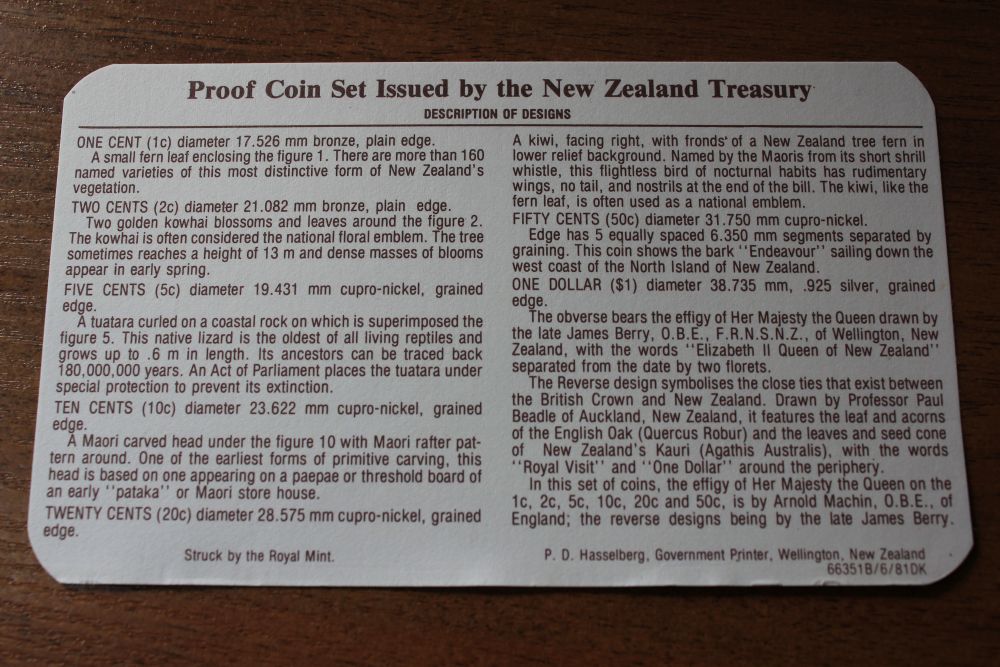 Proof Coin Set Issued by the New Zealand Treasury
DESCRIPTION OF DESIGNS
ONE CENT (1c) diameter 17.526 mm bronze, plain edge.
A small fern leaf enclosing the figure 1. There are more than 160
named varieties of this most distinctive form of New Zealand's
vegetation.
TWO CENTS (2c) diameter 21.082 mm bronze, plain edge.
Two golden kowhai blossoms and leaves around the figure 2.
The kowhai is often considered the national floral emblem. The tree
sometimes reaches a height of 13 m and dense masses of blooms
appear in early spring.
FIVE CENTS (5c) diameter 19.431 mm cupro-nickel, grained
edge.
A tuatara curled on a coastal rock on which is superimposed the
figure 5. This native lizard is the oldest of all living reptiles and
grows up to .6 m in length. Its ancestors can be traced back
180,000,000 years. An Act of Parliament places the tuatara under
special protection to prevent its extinction.
TEN CENTS (10c) diameter 23.622 mm cupro-nickel, grained
edge.
A Maori carved head under the figure 10 with Maori rafter pat-
tern around. One of the earliest forms of primitive carving, this
head is based on one appearing on a paepae or threshold board of
an early ''pataka'' or Maori store house.
TWENTY CENTS (20c) diameter 28.575 mm cupro-nickel, grained
edge.
A kiwi, facing right, with fronds of a New Zealand tree fern in
lower relief background. Named by the Maoris from its short shrill
whistle, this flightless bird of nocturnal habits has rudimentary
wings, no tail, and nostrils at the end of the bill. The kiwi, like the
fern leaf, is often used as a national emblem.
FIFTY CENTS (50c) diameter 31.750 mm cupro-nickel.
Edge has 5 equally spaced 6.350 mm segments separated by
graining. This coin shows the bark ''Endeavour'' sailing down the
west coast of the North Island of New Zealand.
ONE DOLLAR ($1) diameter 38.735 mm, .925 silver, grained
edge.
The obverse bears the effigy of Her Majesty the Queen drawn by
the late James Berry, O.B.E., F.R.N.S.N.Z., of Wellington, New
Zealand, with the words ''Elizabeth II Queen of New Zealand''
separated from the date by two florets.
The Reverse design symbolises the close ties that exist between
the British Crown and New Zealand. Drawn by Professor Paul
Beadle of Auckland, New Zealand, it features the leaf and acorns
of the English Oak (Quercus Robur) and the leaves and seed cone
of New Zealand's Kauri (Agathis Australis), with the words
''Royal Visit'' and ''One Dollar'' around the periphery.
In this set of coins, the effigy of Her Majesty the Queen on the
1c, 2c, 5c, 10c, 20c and 50c, is by Arnold Machin, O.B.E., of
England; the reverse designs being by the late James Berry.
Struck by the Royal Mint.
P. D. Hasselberg, Government Printer, Wellington, New Zealand
66351B/6/81DK